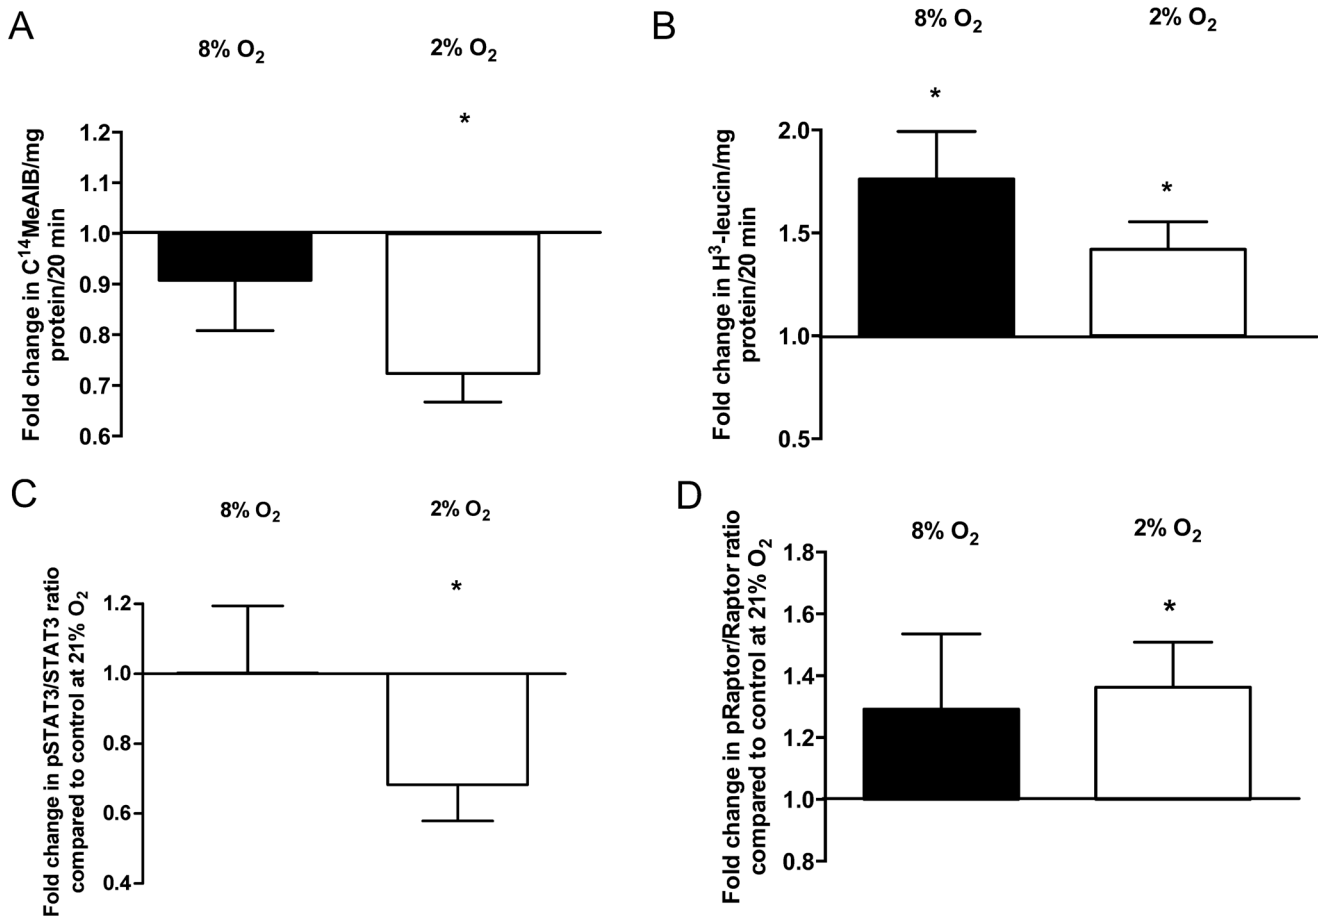 A
8% O2
2% O2
*
Fold change in C14MeAIB/mg
protein/20 min
1.2
1.1
1.0
0.9
0.8
0.7
0.6
B
8% O2
2% O2
*
*
Fold change in H3-leucin/mg
protein/20 min
2.0
1.5
1.0
0.5
C
8% O2
2% O2
*
Fold change in pSTAT3/STAT3 ratio
compared to control at 21% O2
1.2
1.0
0.8
0.6
0.4
D
8% O2
2% O2
*
Fold change in pRaptor/Raptor ratio
compared to control at 21% O2
1.8
1.6
1.4
1.2
1.0
0.8